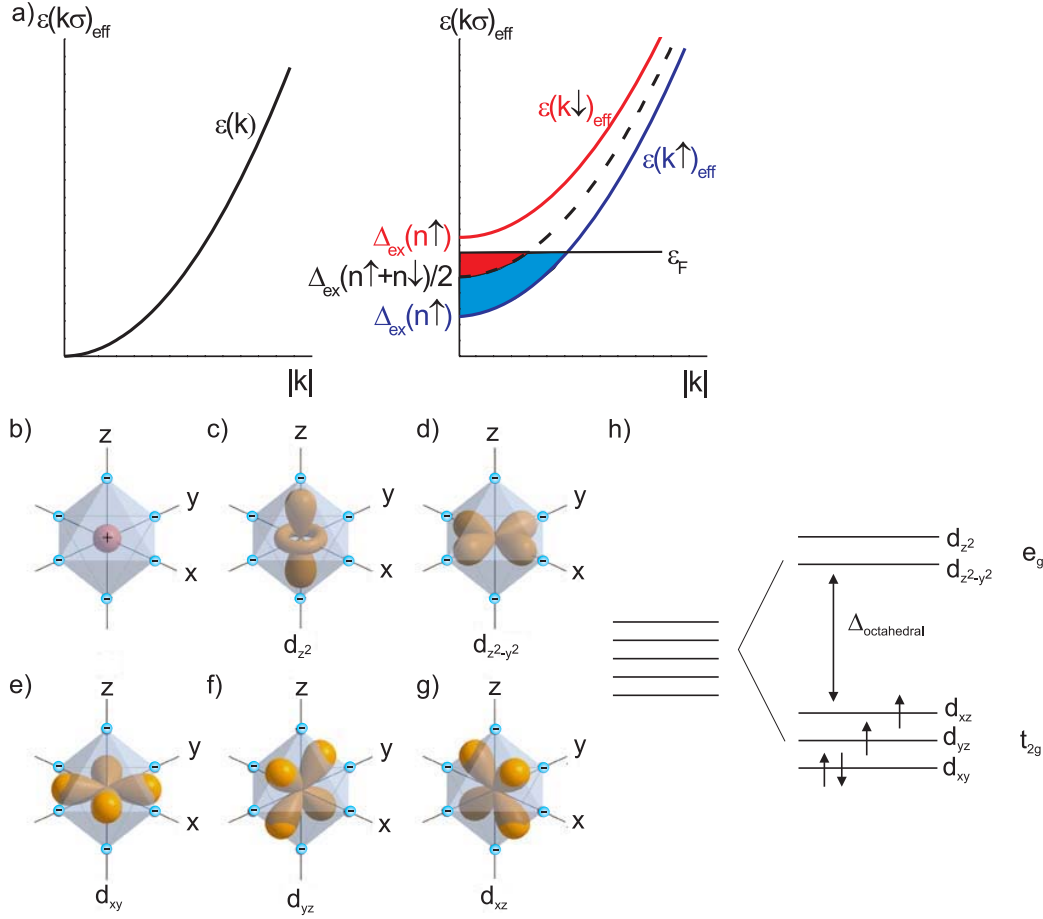 a)
ε(kσ)eff
ε(k)
|k|
ε(kσ)eff
ε(k↓)eff
ε(k↑)eff
Δex(n↑)
εF
Δex(n↑+n↓)/2
Δex(n↑)
|k|
b)
z
y
+
x
c)
z
y
x
dz2
d)
z
y
x
dz2-y2
e)
z
y
x
dxy
f)
z
y
x
dyz
g)
z
y
x
dxz
h)
dz2
eg
dz2-y2
Δoctahedral
dxz
dyz
t2g
dxy